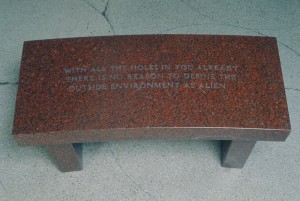 WITH ALL THE HOLES IN YOU ALREADY
THERE IS NO REASON TO DEFINE THE
OUTSIDE ENVIRONMENT AS ALIEN